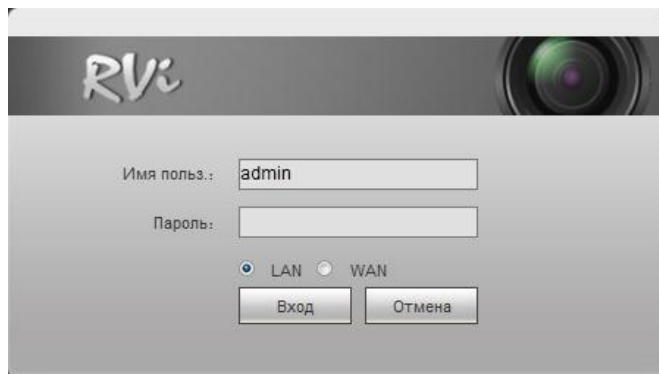 RVi
Имя польз.: admin
Пароль:
LAN WAN
Вход Отмена